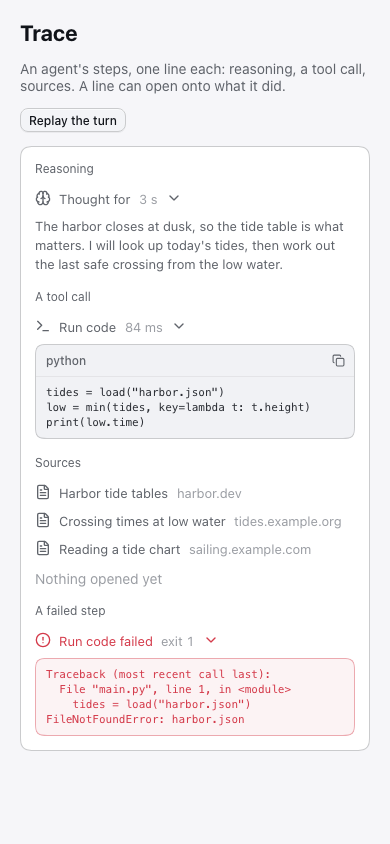 Trace
An agent's steps, one line each: reasoning, a tool call,
sources. A line can open onto what it did.
Replay the turn
Reasoning
Thought for 3 s
The harbor closes at dusk, so the tide table is what
matters. I will look up today's tides, then work out
the last safe crossing from the low water.
A tool call
Run code 84 ms
python
tides = load("harbor.json")
low = min(tides, key=lambda t: t.height)
print(low.time)
Sources
Harbor tide tables harbor.dev
Crossing times at low water tides.example.org
Reading a tide chart sailing.example.com
Nothing opened yet
A failed step
Run code failed exit 1
Traceback (most recent call last):
  File "main.py", line 1, in <module>
    tides = load("harbor.json")
FileNotFoundError: harbor.json